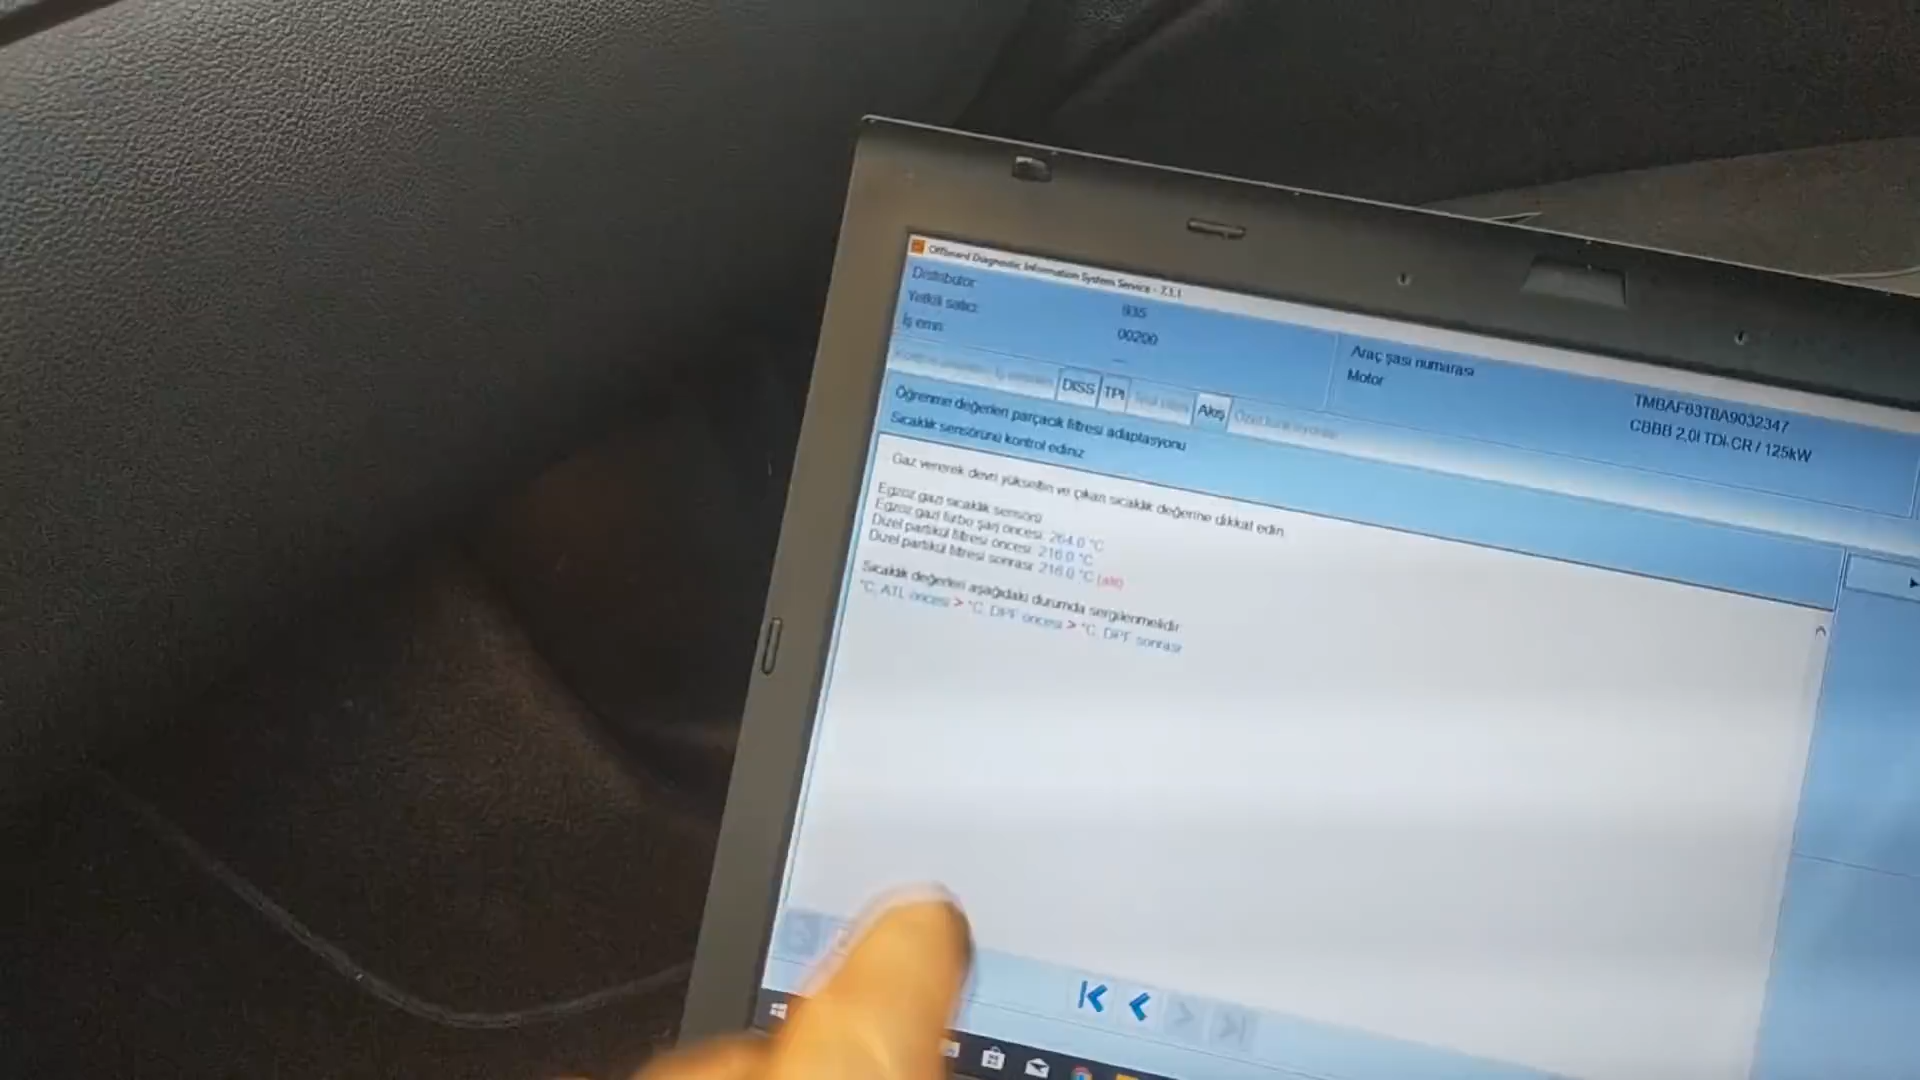 Offboard Diagnostic Information System Service - 7.1.1
Distribütör: 935
Yetkili satıcı: 00200
İş emri: ---
Araç şasi numarası TMBAF63T8A9032347
Motor CBBB 2,0l TDI-CR / 125kW
DISS TPI Akış
Öğrenme değerleri parçacık filtresi adaptasyonu
Sıcaklık sensörünü kontrol ediniz
Gaz vererek devri yükseltin ve çıkan sıcaklık değerine dikkat edin.
Egzoz gazı sıcaklık sensörü
Egzoz gazı turbo şarj öncesi: 264.0 °C
Dizel partikül filtresi öncesi: 216.0 °C
Dizel partikül filtresi sonrası: 216.0 °C
Sıcaklık değerleri aşağıdaki durumda sergilenmelidir
°C, ATL öncesi > °C, DPF öncesi > °C, DPF sonrası